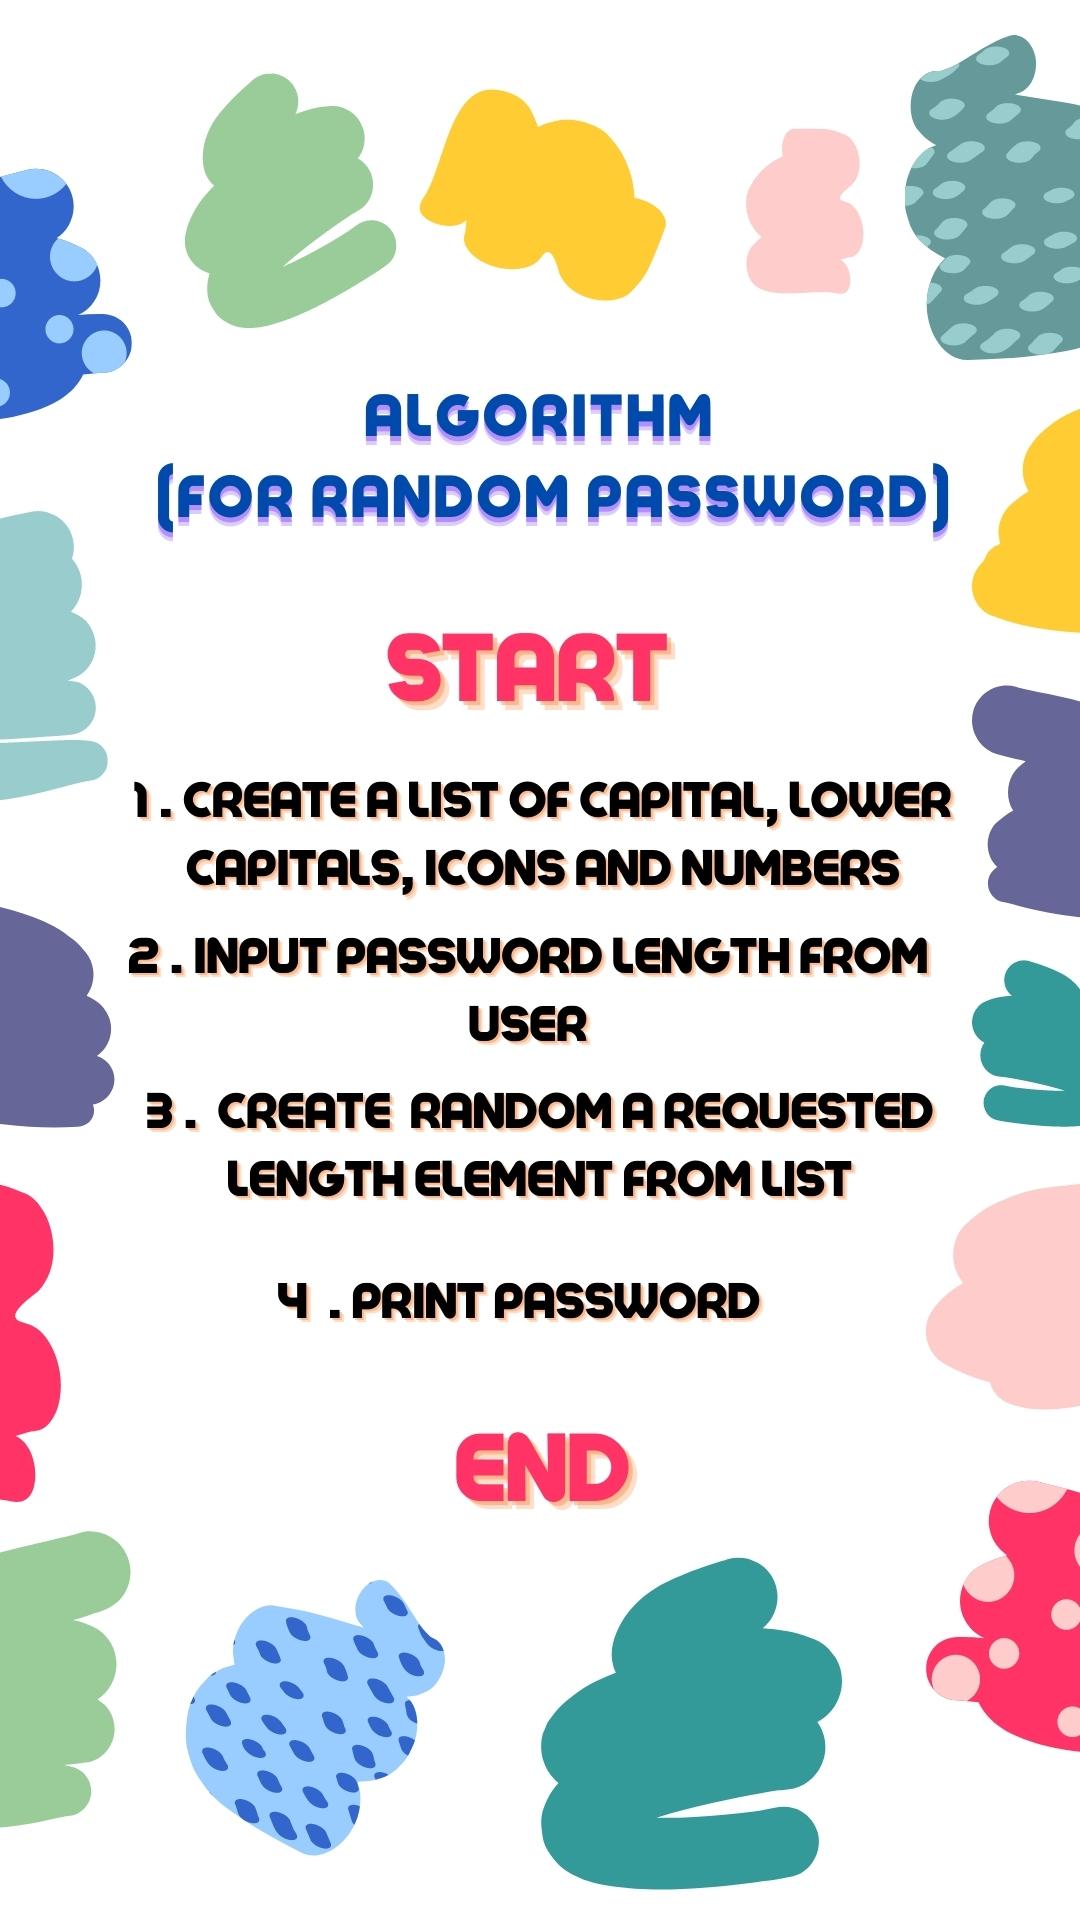 ALGORITHM
(FOR RANDOM PASSWORD)
START
1 . CREATE A LIST OF CAPITAL, LOWER
CAPITALS, ICONS AND NUMBERS
2 . INPUT PASSWORD LENGTH FROM
USER
3 . CREATE RANDOM A REQUESTED
LENGTH ELEMENT FROM LIST
4 . PRINT PASSWORD
END